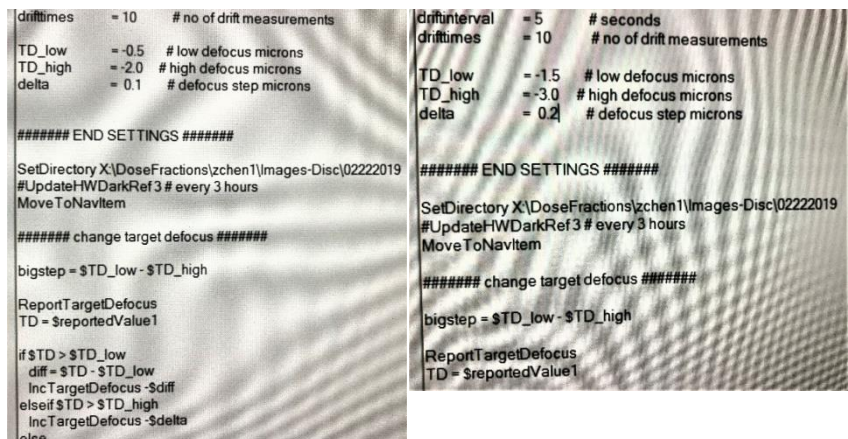 drifttimes = 10 # no of drift measurements
TD_low = -0.5 # low defocus microns
TD_high = -2.0 # high defocus microns
delta = 0.1 # defocus step microns
####### END SETTINGS #######
SetDirectory X:\DoseFractions\zchen1\Images-Disc\02222019
#UpdateHWDarkRef 3 # every 3 hours
MoveToNavItem
####### change target defocus #######
bigstep = $TD_low - $TD_high
ReportTargetDefocus
TD = $reportedValue1
if $TD > $TD_low
diff = $TD - $TD_low
IncTargetDefocus -$diff
elseif $TD > $TD_high
IncTargetDefocus -$delta
else
driftinterval = 5 # seconds
drifttimes = 10 # no of drift measurements
TD_low = -1.5 # low defocus microns
TD_high = -3.0 # high defocus microns
delta = 0.2 # defocus step microns
####### END SETTINGS #######
SetDirectory X:\DoseFractions\zchen1\Images-Disc\02222019
#UpdateHWDarkRef 3 # every 3 hours
MoveToNavItem
####### change target defocus #######
bigstep = $TD_low - $TD_high
ReportTargetDefocus
TD = $reportedValue1